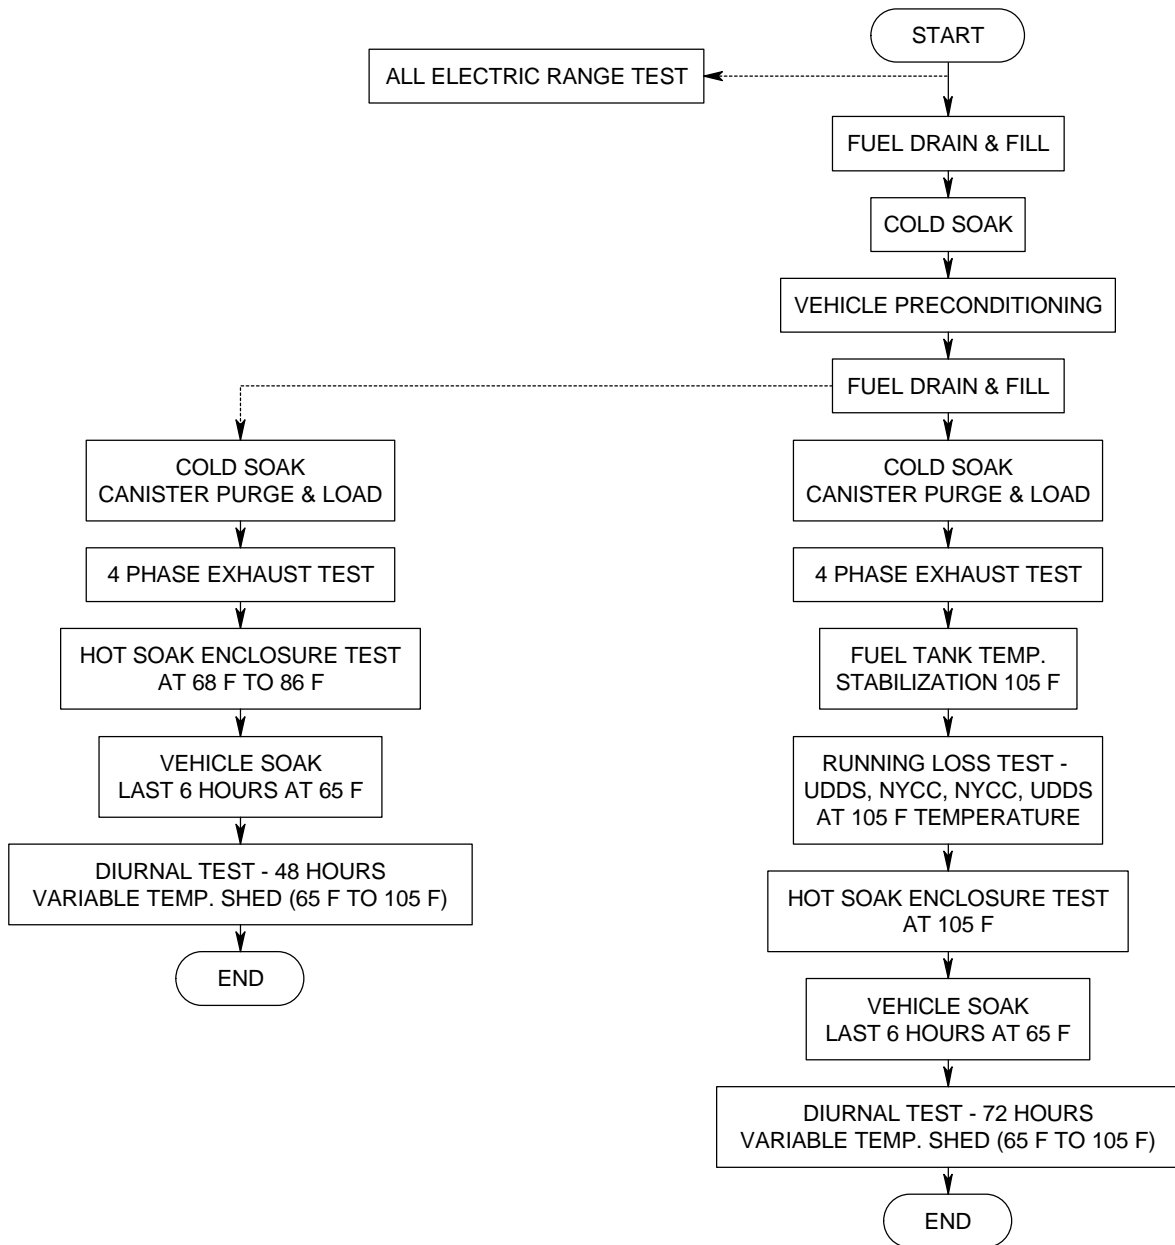 START
ALL ELECTRIC RANGE TEST
FUEL DRAIN & FILL
COLD SOAK
VEHICLE PRECONDITIONING
FUEL DRAIN & FILL
COLD SOAK
CANISTER PURGE & LOAD
4 PHASE EXHAUST TEST
HOT SOAK ENCLOSURE TEST
AT 68 F TO 86 F
VEHICLE SOAK
LAST 6 HOURS AT 65 F
DIURNAL TEST - 48 HOURS
VARIABLE TEMP. SHED (65 F TO 105 F)
END
COLD SOAK
CANISTER PURGE & LOAD
4 PHASE EXHAUST TEST
FUEL TANK TEMP.
STABILIZATION 105 F
RUNNING LOSS TEST -
UDDS, NYCC, NYCC, UDDS
AT 105 F TEMPERATURE
HOT SOAK ENCLOSURE TEST
AT 105 F
VEHICLE SOAK
LAST 6 HOURS AT 65 F
DIURNAL TEST - 72 HOURS
VARIABLE TEMP. SHED (65 F TO 105 F)
END